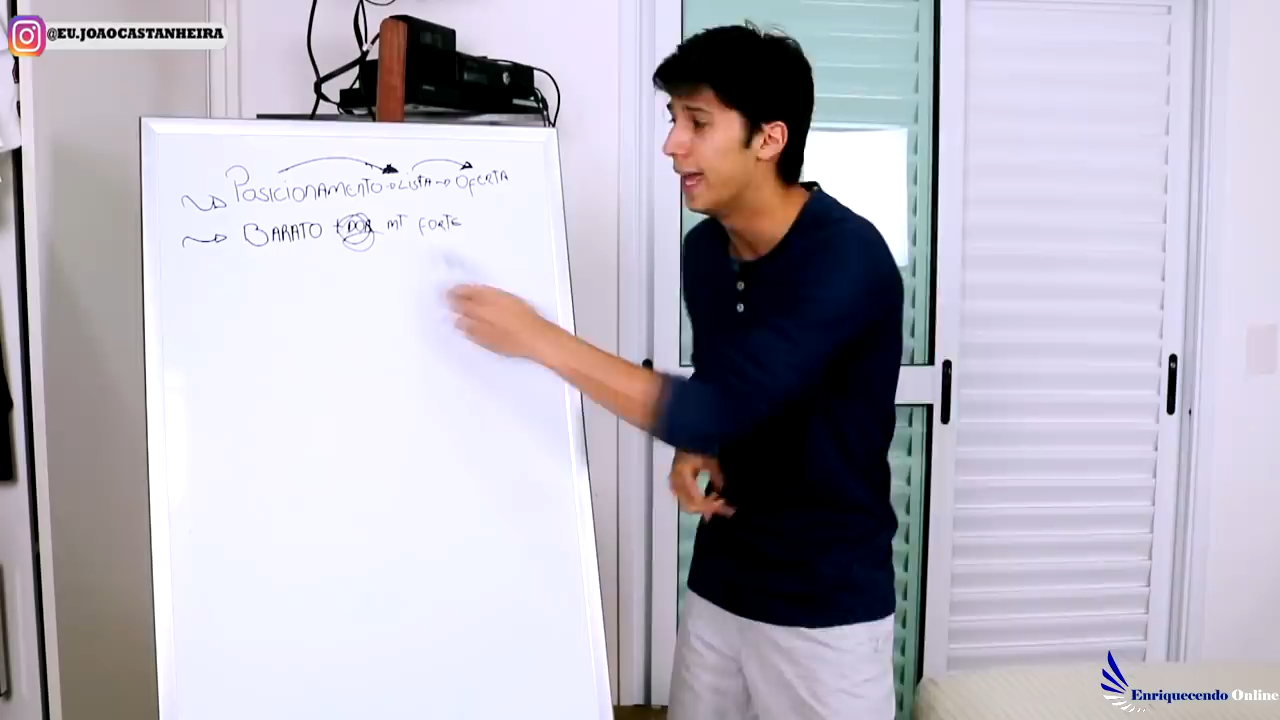 @EU.JOAOCASTANHEIRA
POSICIONAMENTO → LISTA → OFERTA
BARATO + DOR MT FORTE
Enriquecendo Online